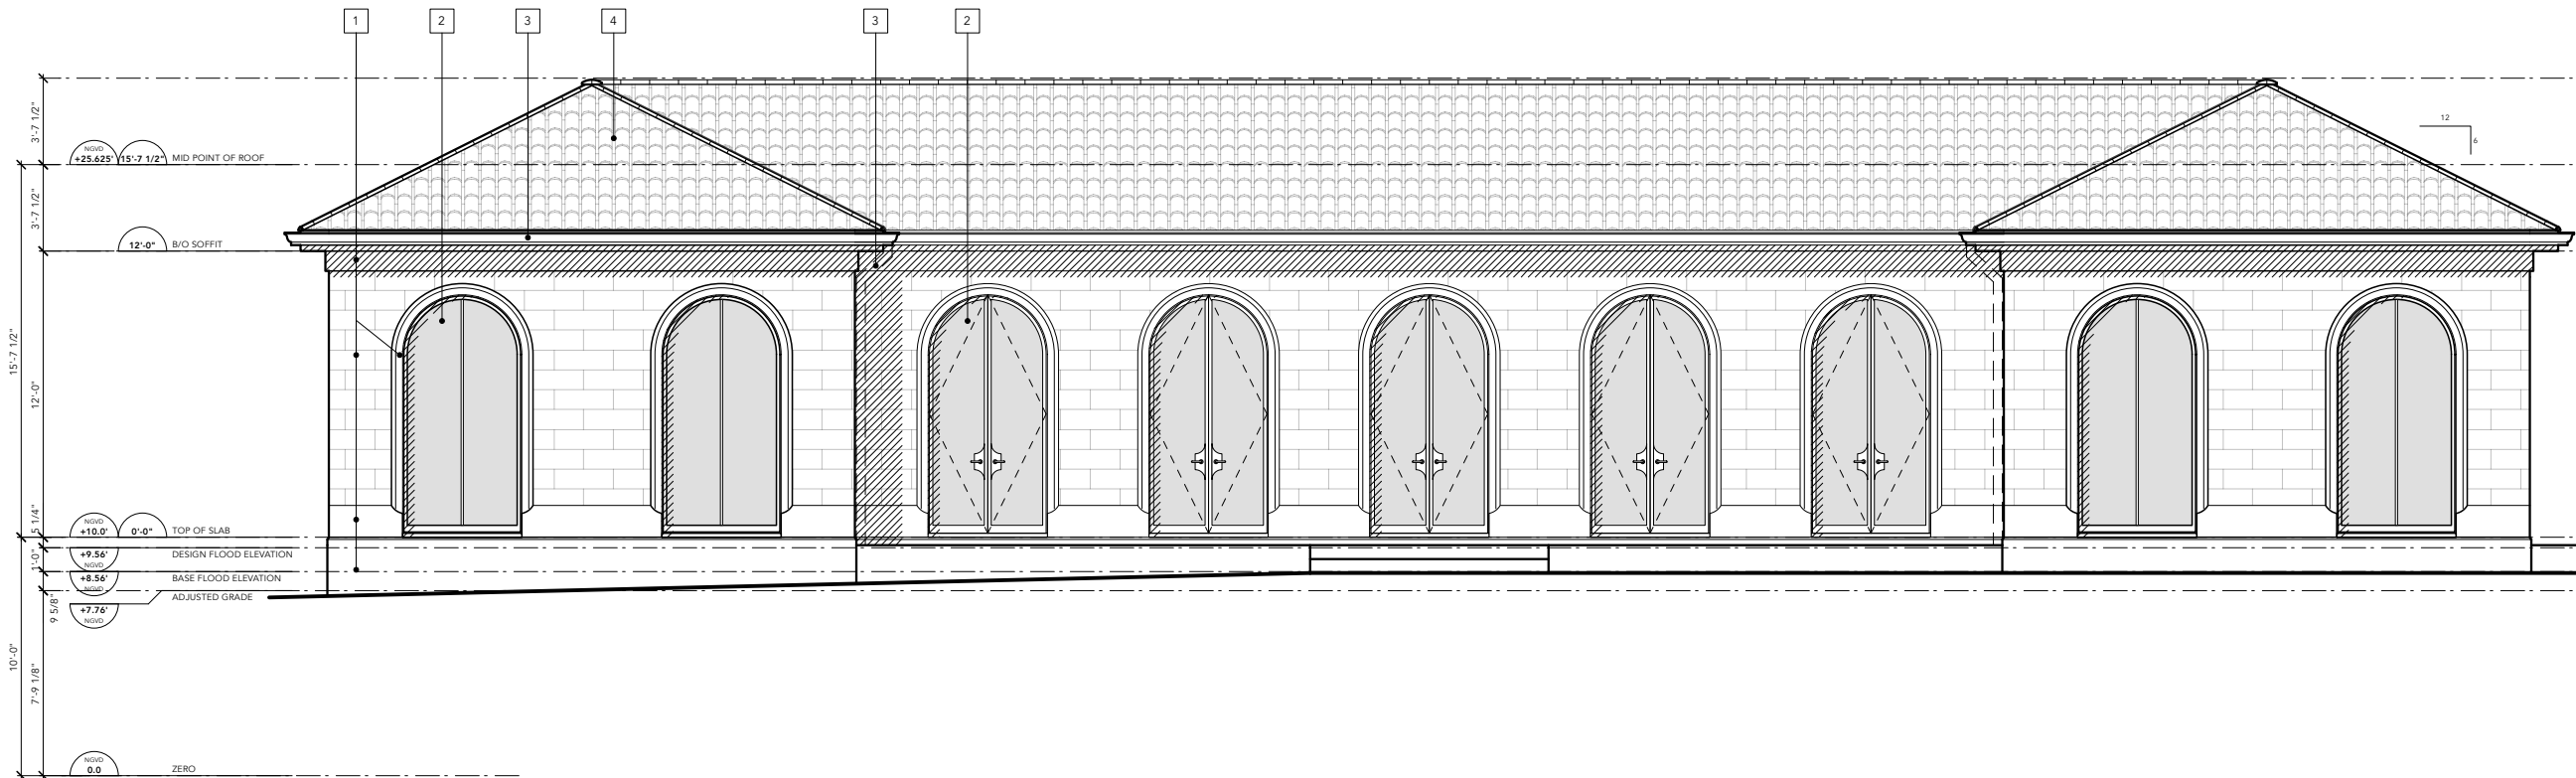 1
2
3
4
3
2
3'-7 1/2"
12
6
NGVD
+25.625'
15'-7 1/2"
MID POINT OF ROOF
3'-7 1/2"
12'-0"
B/O SOFFIT
15'-7 1/2"
12'-0"
NGVD
+10.0'
0'-0"
TOP OF SLAB
5 1/4"
+9.56'
NGVD
DESIGN FLOOD ELEVATION
1'-0"
+8.56'
NGVD
BASE FLOOD ELEVATION
ADJUSTED GRADE
+7.76'
NGVD
9 5/8"
10'-0"
7'-9 1/8"
NGVD
0.0
ZERO